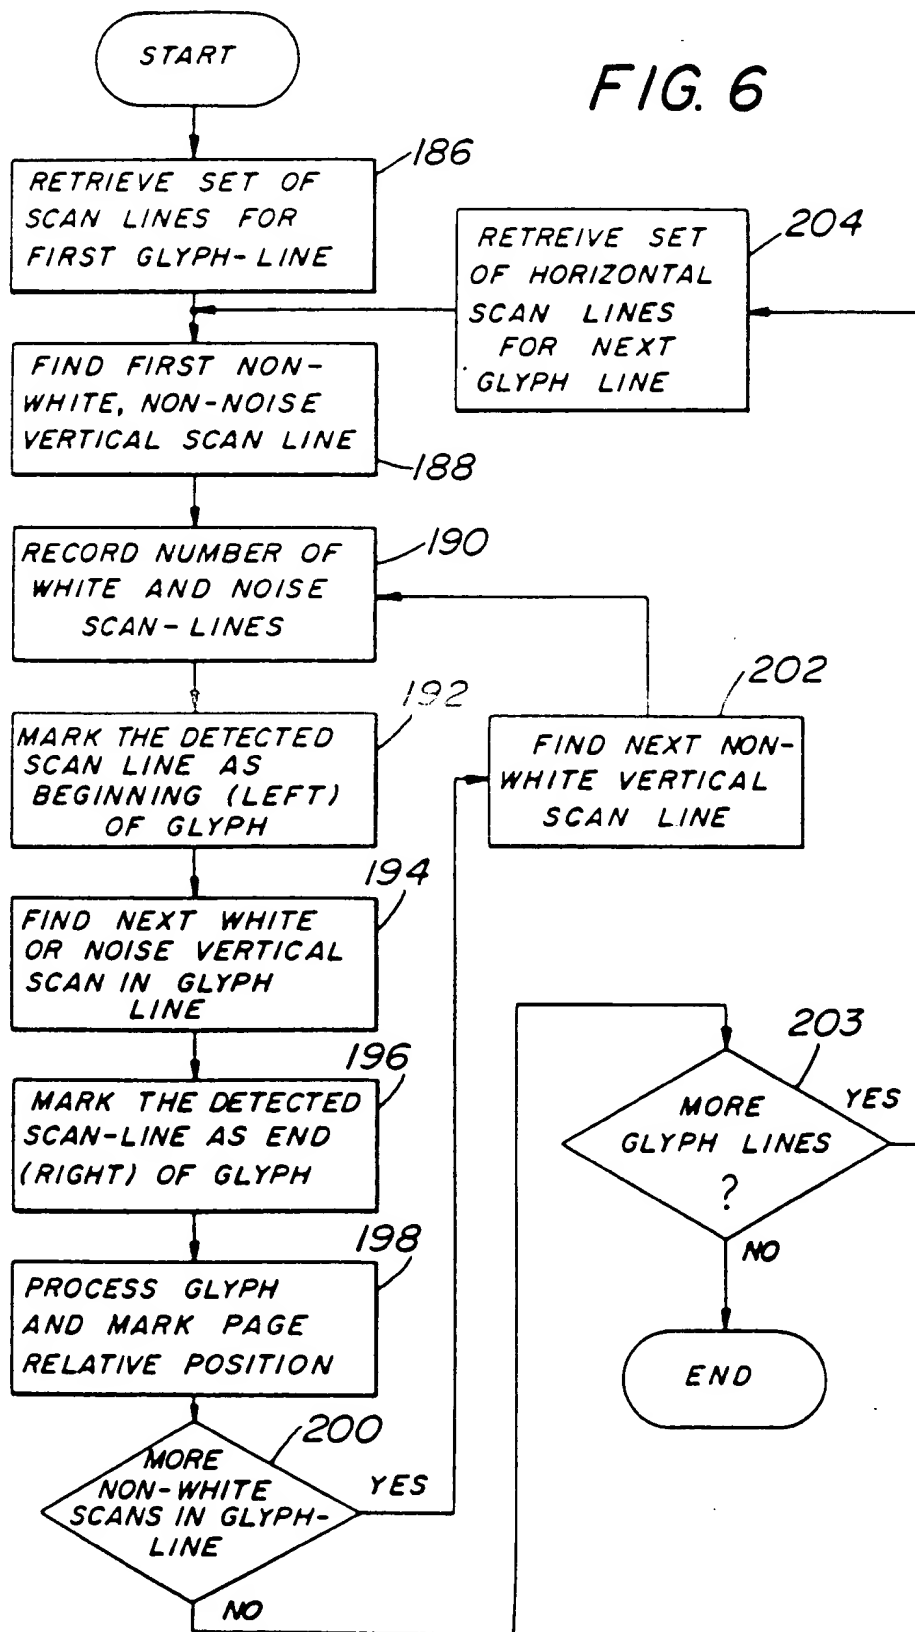 START
FIG. 6
186
RETRIEVE SET OF
SCAN LINES FOR
FIRST GLYPH-LINE
204
RETREIVE SET
OF HORIZONTAL
SCAN LINES
FOR NEXT
GLYPH LINE
FIND FIRST NON-
WHITE, NON-NOISE
VERTICAL SCAN LINE
188
190
RECORD NUMBER OF
WHITE AND NOISE
SCAN-LINES
192
MARK THE DETECTED
SCAN LINE AS
BEGINNING (LEFT)
OF GLYPH
202
FIND NEXT NON-
WHITE VERTICAL
SCAN LINE
194
FIND NEXT WHITE
OR NOISE VERTICAL
SCAN IN GLYPH
LINE
196
MARK THE DETECTED
SCAN-LINE AS END
(RIGHT) OF GLYPH
198
PROCESS GLYPH
AND MARK PAGE
RELATIVE POSITION
200
MORE
NON-WHITE
SCANS IN GLYPH-
LINE
YES
NO
203
MORE
GLYPH LINES
?
YES
NO
END